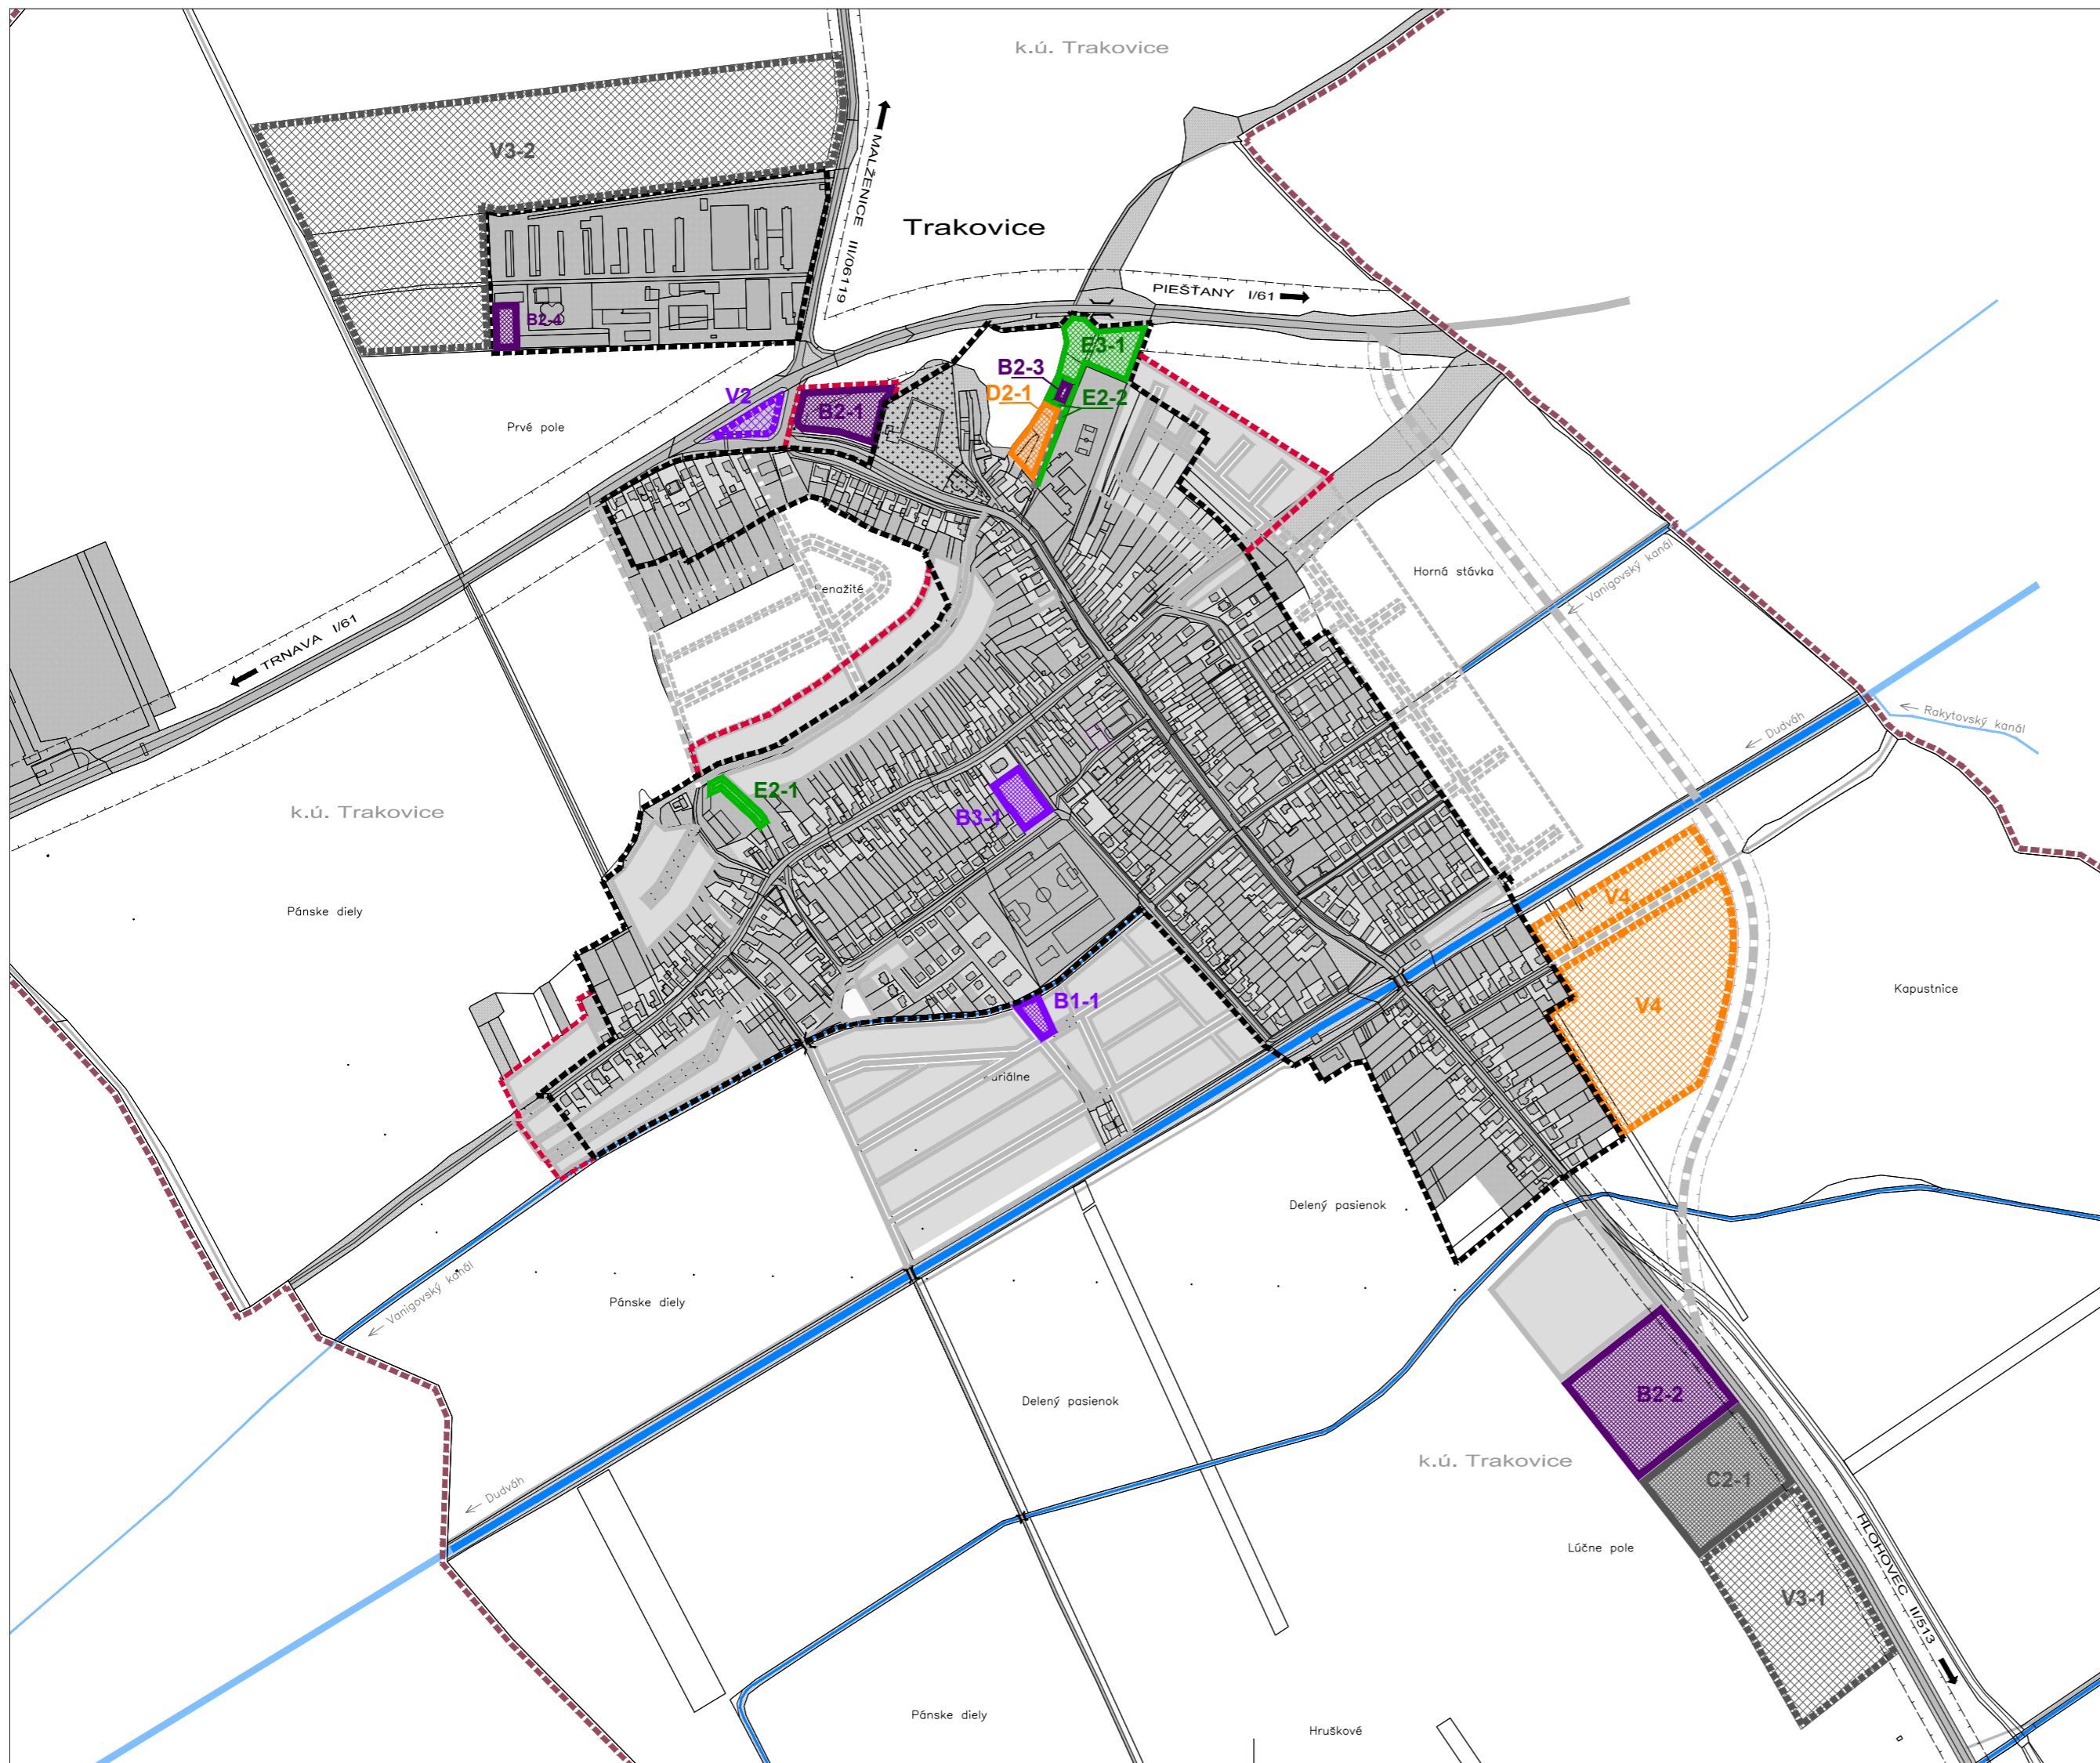 k.ú. Trakovice
V3-2
MALŽENICE III/06119
Trakovice
PIEŠŤANY I/61
B2-4
E3-1
B2-3
D2-1
E2-2
V2
B2-1
Prvé pole
Horná stávka
Vanigovský kanál
TRNAVA I/61
Dudváh
Rakytovský kanál
E2-1
k.ú. Trakovice
B3-1
V4
Pánske diely
Kapustnice
B1-1
V4
Delený pasienok
Vanigovský kanál
Pánske diely
B2-2
Delený pasienok
k.ú. Trakovice
C2-1
Dudváh
Lúčne pole
HLOHOVEC II/513
V3-1
Pánske diely
Hruškové